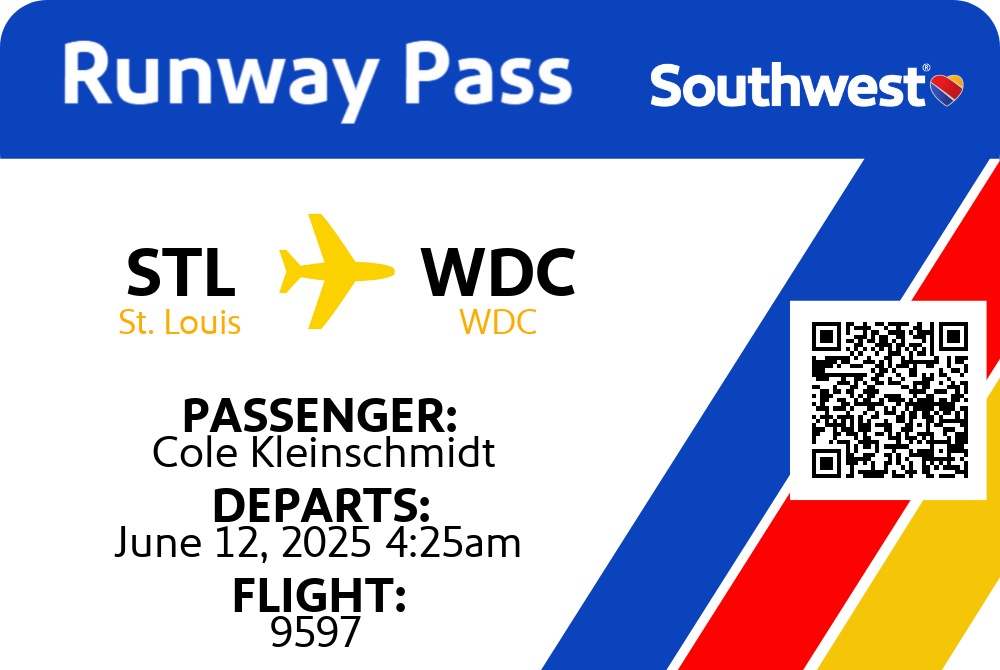 Runway Pass
Southwest®
STL WDC
St. Louis WDC
PASSENGER:
Cole Kleinschmidt
DEPARTS:
June 12, 2025 4:25am
FLIGHT:
9597